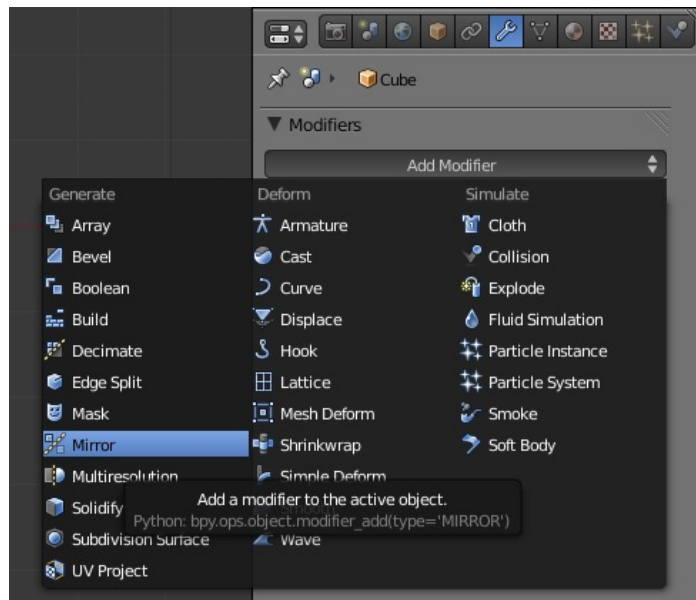 Cube
Modifiers
Add Modifier
Generate Deform Simulate
Array Armature Cloth
Bevel Cast Collision
Boolean Curve Explode
Build Displace Fluid Simulation
Decimate Hook Particle Instance
Edge Split Lattice Particle System
Mask Mesh Deform Smoke
Mirror Shrinkwrap Soft Body
Multiresolution Simple Deform
Solidify Smooth
Add a modifier to the active object.
Python: bpy.ops.object.modifier_add(type='MIRROR')
Subdivision Surface Wave
UV Project